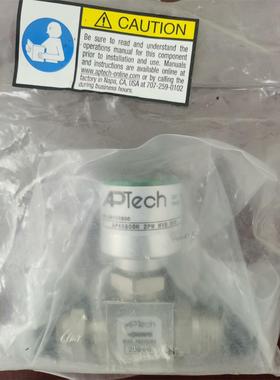 CAUTION
Be sure to read and understand the
operations manual for this component
prior to installation and use. Manuals
and instructions are available online at
www.aptech-online.com or by calling the
factory in Napa, CA, USA at 707-259-0102
during business hours.
APTech
2PW